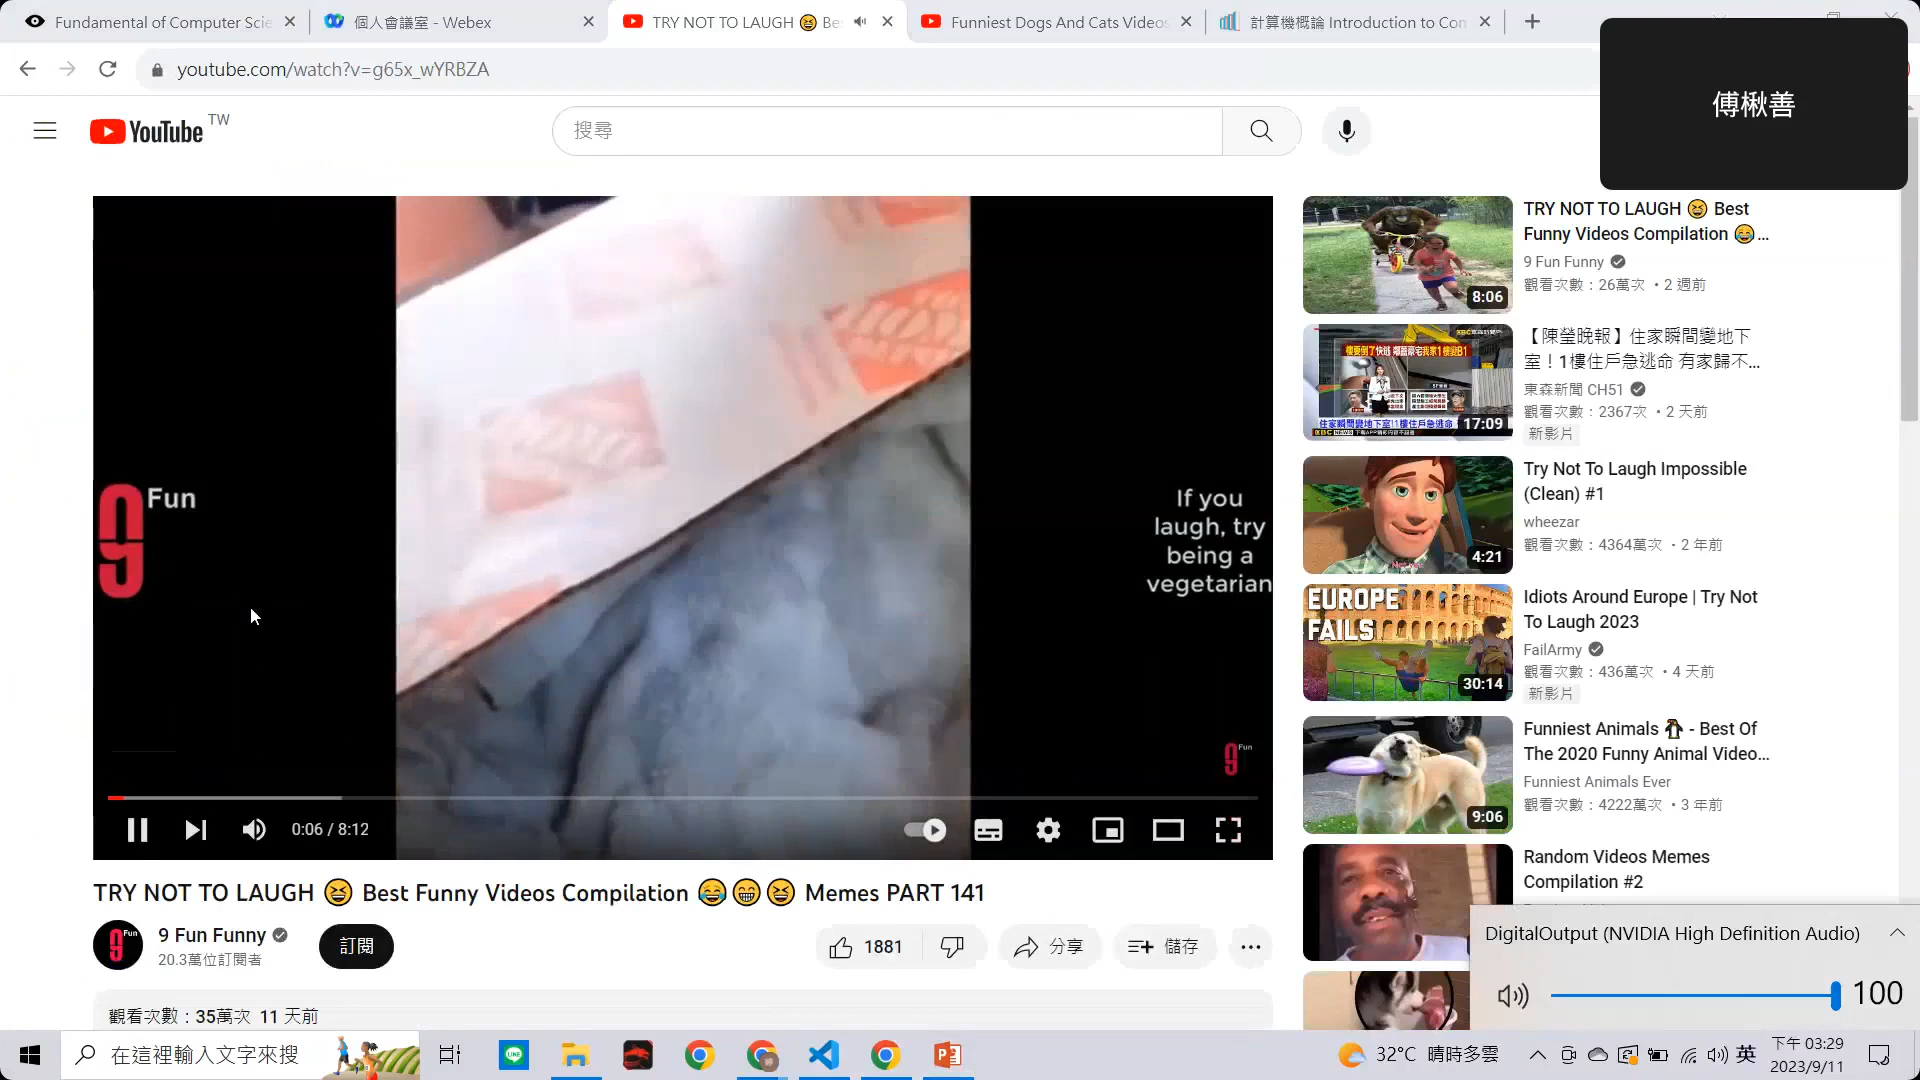 Fundamental of Computer Scie
個人會議室 - Webex
TRY NOT TO LAUGH 😆 Be
Funniest Dogs And Cats Videos
計算機概論 Introduction to Con
youtube.com/watch?v=g65x_wYRBZA
傅楸善
YouTube TW
搜尋
9 Fun
If you
laugh, try
being a
vegetarian
9 Fun
0:06 / 8:12
TRY NOT TO LAUGH 😆 Best Funny Videos Compilation 😂😁😆 Memes PART 141
9 Fun Funny
20.3萬位訂閱者
訂閱
1881
分享
儲存
觀看次數：35萬次 11 天前
8:06
TRY NOT TO LAUGH 😆 Best
Funny Videos Compilation 😂...
9 Fun Funny
觀看次數：26萬次 · 2 週前
17:09
【陳瑩晚報】住家瞬間變地下
室！1樓住戶急逃命 有家歸不...
東森新聞 CH51
觀看次數：2367次 · 2 天前
新影片
4:21
Try Not To Laugh Impossible
(Clean) #1
wheezar
觀看次數：4364萬次 · 2 年前
EUROPE
FAILS
30:14
Idiots Around Europe | Try Not
To Laugh 2023
FailArmy
觀看次數：436萬次 · 4 天前
新影片
9:06
Funniest Animals 🐧 - Best Of
The 2020 Funny Animal Video...
Funniest Animals Ever
觀看次數：4222萬次 · 3 年前
Random Videos Memes
Compilation #2
DigitalOutput (NVIDIA High Definition Audio)
100
在這裡輸入文字來搜
32°C 晴時多雲
英
下午 03:29
2023/9/11